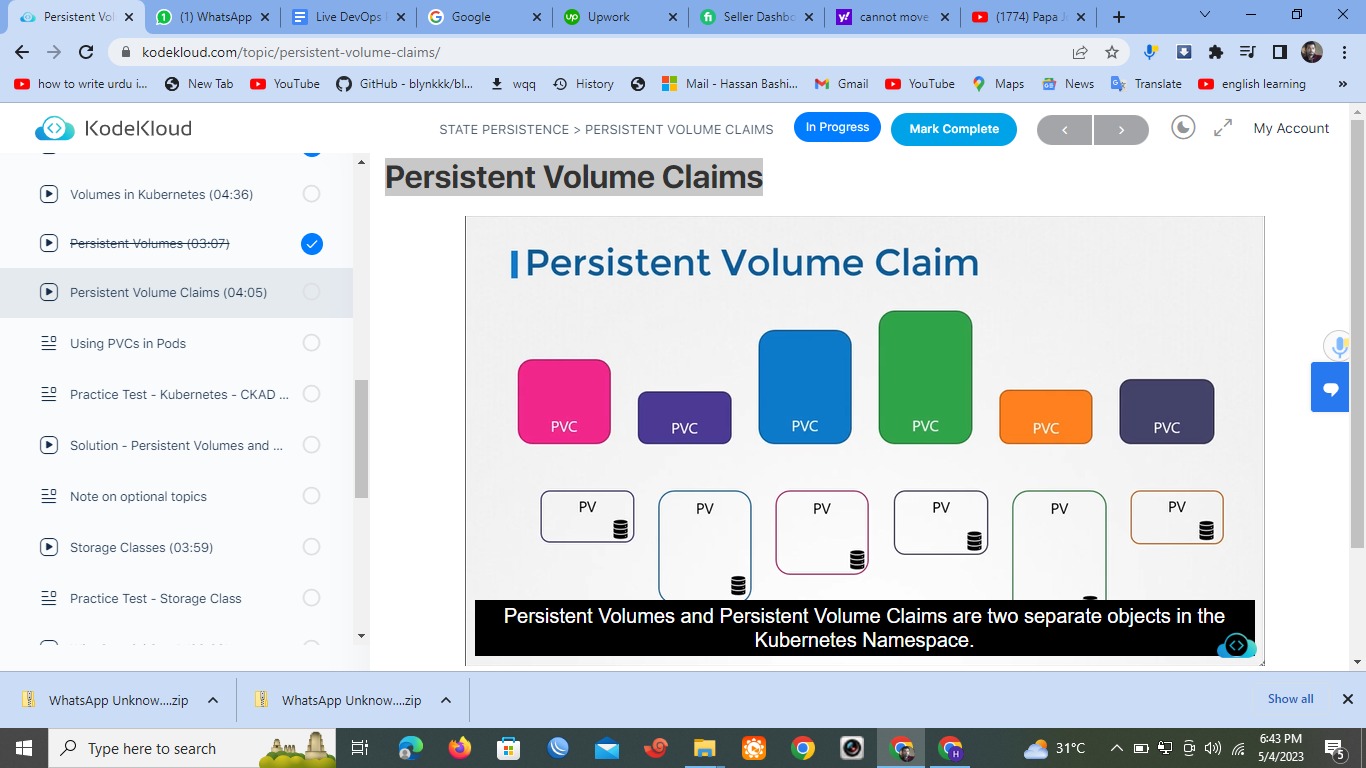 Persistent Vol
(1) WhatsApp
Live DevOps
Google
Upwork
Seller Dashbo
cannot move
(1774) Papa J
kodekloud.com/topic/persistent-volume-claims/
how to write urdu i...
New Tab
YouTube
GitHub - blynkkk/bl...
wqq
History
Mail - Hassan Bashi...
Gmail
YouTube
Maps
News
Translate
english learning
»
KodeKloud
STATE PERSISTENCE > PERSISTENT VOLUME CLAIMS
In Progress
Mark Complete
My Account
Volumes in Kubernetes (04:36)
Persistent Volumes (03:07)
Persistent Volume Claims (04:05)
Using PVCs in Pods
Practice Test - Kubernetes - CKAD ...
Solution - Persistent Volumes and ...
Note on optional topics
Storage Classes (03:59)
Practice Test - Storage Class
Persistent Volume Claims
Persistent Volume Claim
PVC
PVC
PVC
PVC
PVC
PVC
PV
PV
PV
PV
PV
PV
Persistent Volumes and Persistent Volume Claims are two separate objects in the
Kubernetes Namespace.
WhatsApp Unknow....zip
WhatsApp Unknow....zip
Show all
Type here to search
31°C
6:43 PM
5/4/2023
5